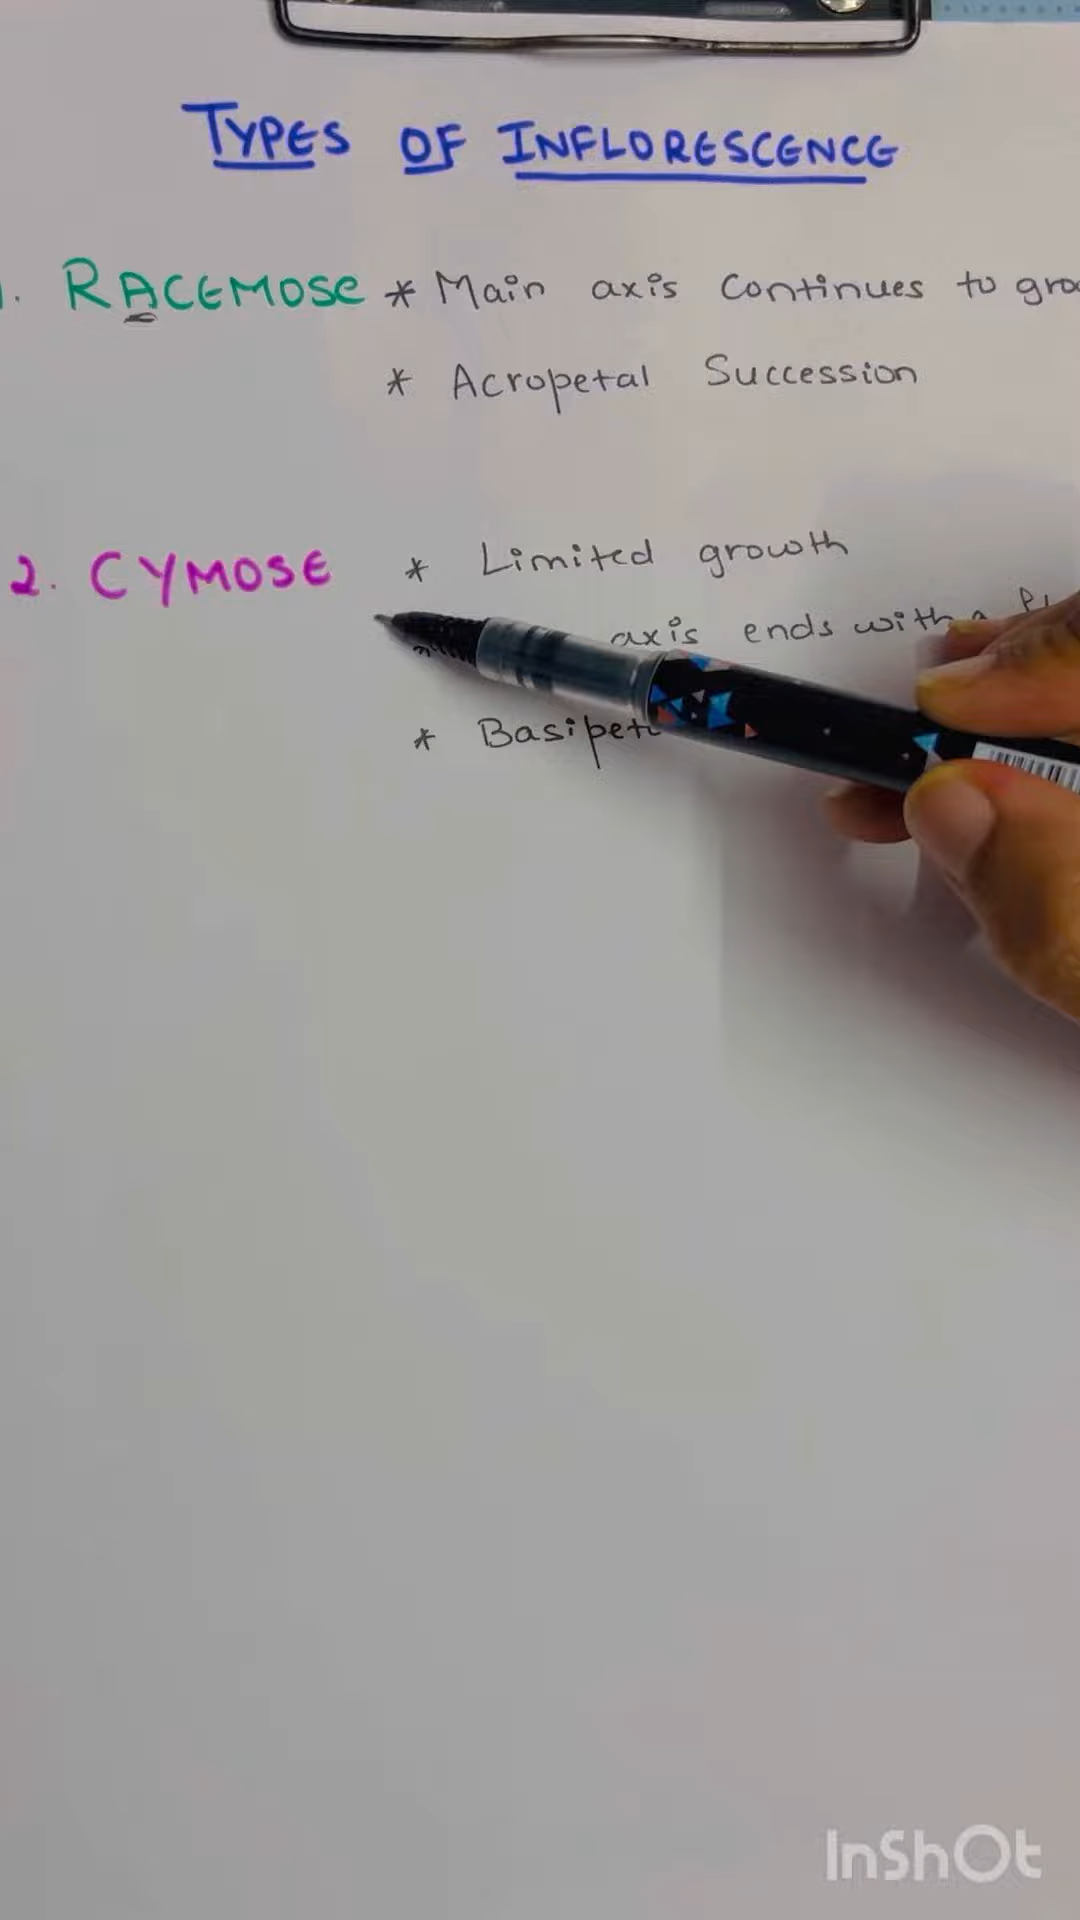 TYPES OF INFLORESCENCE
1. RACEMOSE * Main axis continues to
* Acropetal Succession
2. CYMOSE * Limited growth
axis ends with a
*
InShOt